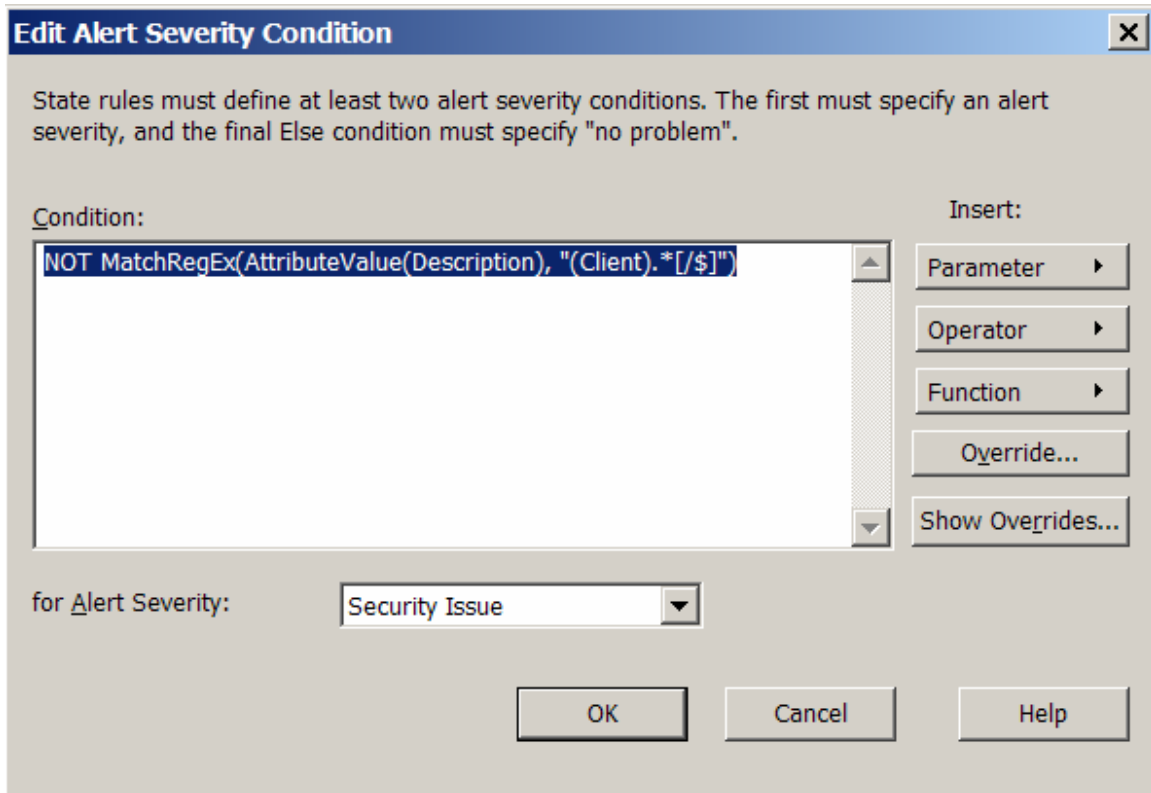 Edit Alert Severity Condition
State rules must define at least two alert severity conditions. The first must specify an alert
severity, and the final Else condition must specify "no problem".
Condition:
Insert:
NOT MatchRegEx(AttributeValue(Description), "(Client).*[/$]")
Parameter
Operator
Function
Override...
Show Overrides...
for Alert Severity:
Security Issue
OK
Cancel
Help